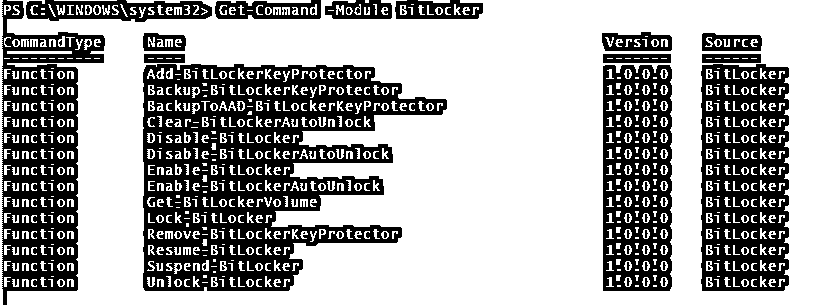 PS C:\WINDOWS\system32> Get-Command -Module BitLocker
CommandType Name Version Source
----------- ---- ------- ------
Function Add-BitLockerKeyProtector 1.0.0.0 BitLocker
Function Backup-BitLockerKeyProtector 1.0.0.0 BitLocker
Function BackupToAAD-BitLockerKeyProtector 1.0.0.0 BitLocker
Function Clear-BitLockerAutoUnlock 1.0.0.0 BitLocker
Function Disable-BitLocker 1.0.0.0 BitLocker
Function Disable-BitLockerAutoUnlock 1.0.0.0 BitLocker
Function Enable-BitLocker 1.0.0.0 BitLocker
Function Enable-BitLockerAutoUnlock 1.0.0.0 BitLocker
Function Get-BitLockerVolume 1.0.0.0 BitLocker
Function Lock-BitLocker 1.0.0.0 BitLocker
Function Remove-BitLockerKeyProtector 1.0.0.0 BitLocker
Function Resume-BitLocker 1.0.0.0 BitLocker
Function Suspend-BitLocker 1.0.0.0 BitLocker
Function Unlock-BitLocker 1.0.0.0 BitLocker